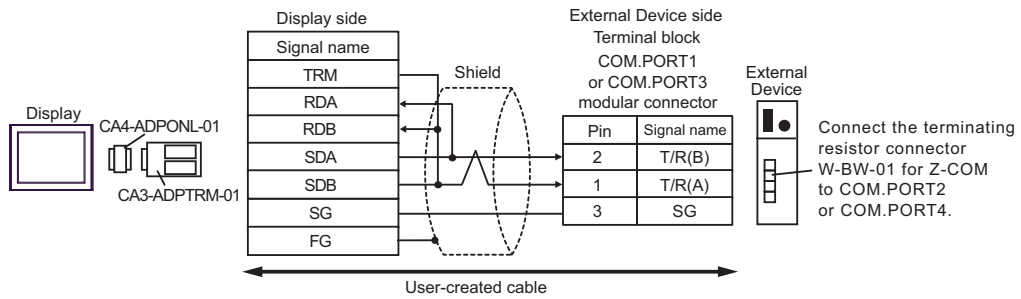 Display side
Signal name
TRM
RDA
RDB
SDA
SDB
SG
FG
Shield
External Device side
Terminal block
COM.PORT1
or COM.PORT3
modular connector
Pin Signal name
2 T/R(B)
1 T/R(A)
3 SG
External
Device
Display
CA4-ADPONL-01
CA3-ADPTRM-01
Connect the terminating
resistor connector
W-BW-01 for Z-COM
to COM.PORT2
or COM.PORT4.
User-created cable